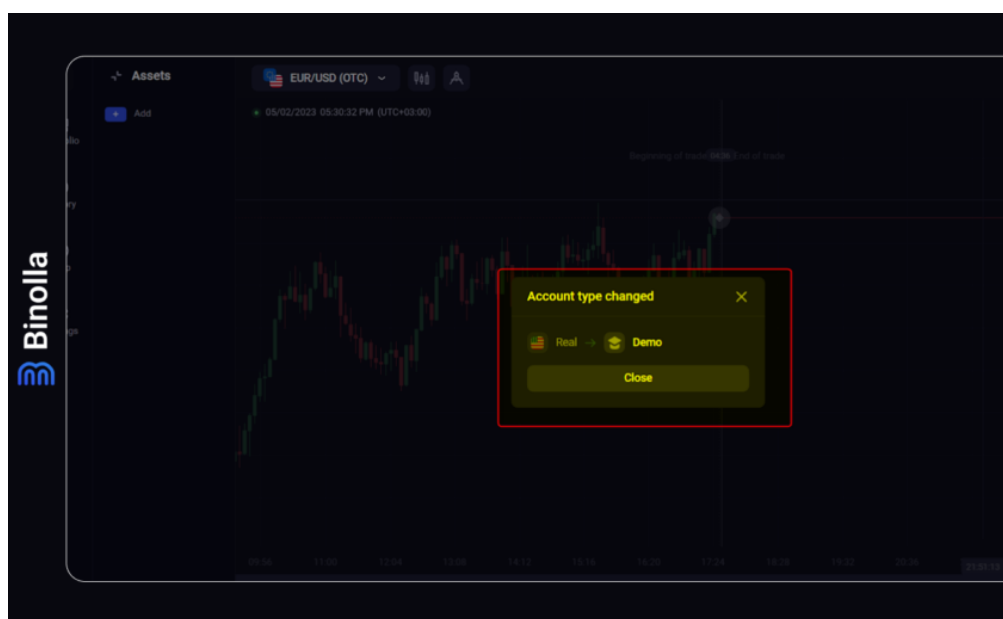 Binolla
Assets
Add
EUR/USD (OTC)
05/02/2023 05:30:32 PM (UTC+03:00)
Beginning of trade 04:36 End of trade
Account type changed
Real → Demo
Close
09:56 11:00 12:04 13:08 14:12 15:16 16:20 17:24 18:28 19:32 20:36